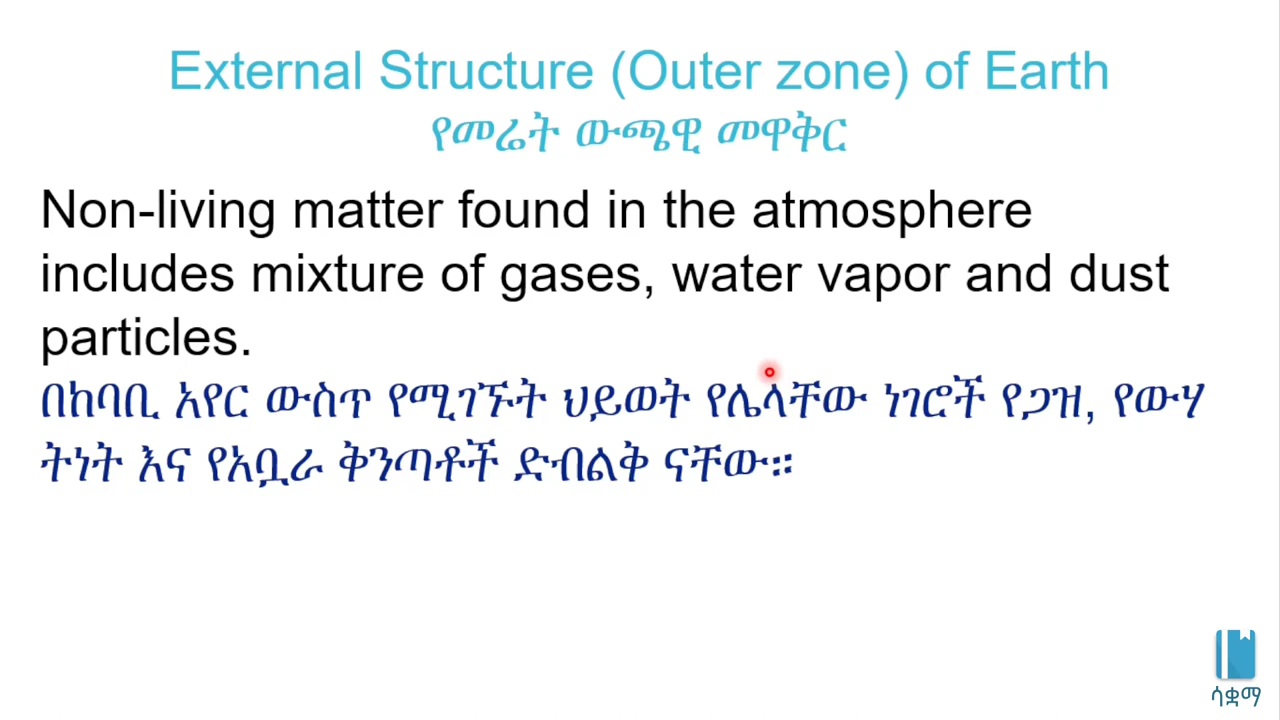 External Structure (Outer zone) of Earth
የመሬት ውጫዊ መዋቅር
Non-living matter found in the atmosphere
includes mixture of gases, water vapor and dust
particles.
በከባቢ አየር ውስጥ የሚገኙት ህይወት የሌላቸው ነገሮች የጋዝ, የውሃ
ትነት እና የአቧራ ቅንጣቶች ድብልቅ ናቸው።
ሳቋማ